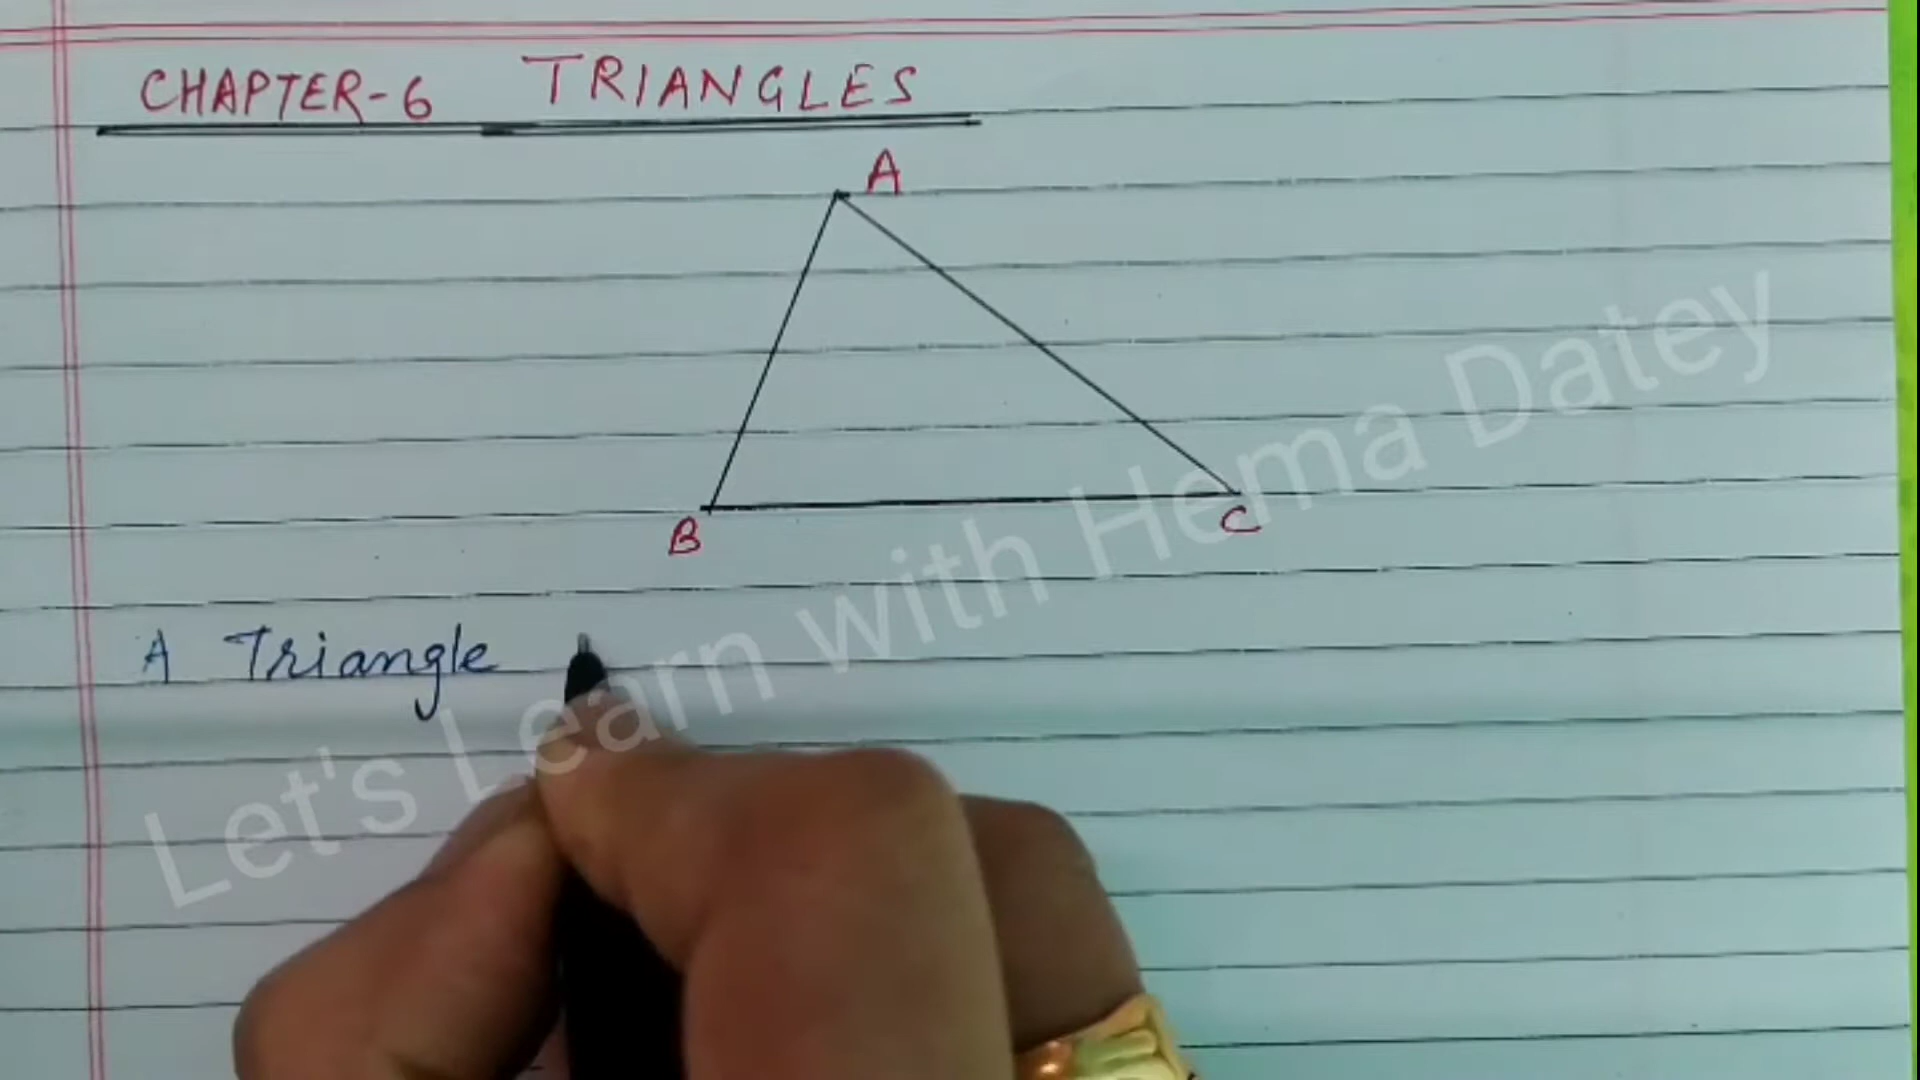 CHAPTER-6 TRIANGLES
A
B
C
A Triangle
Let's Learn with Hema Datey